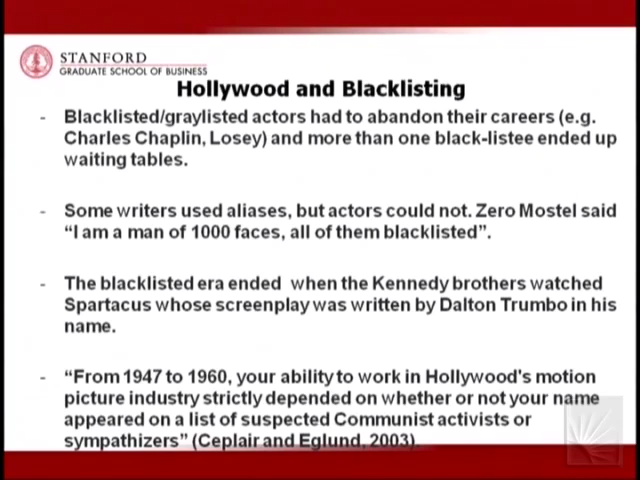 STANFORD
GRADUATE SCHOOL OF BUSINESS
Hollywood and Blacklisting
- Blacklisted/graylisted actors had to abandon their careers (e.g.
Charles Chaplin, Losey) and more than one black-listee ended up
waiting tables.
- Some writers used aliases, but actors could not. Zero Mostel said
“I am a man of 1000 faces, all of them blacklisted”.
- The blacklisted era ended when the Kennedy brothers watched
Spartacus whose screenplay was written by Dalton Trumbo in his
name.
- “From 1947 to 1960, your ability to work in Hollywood's motion
picture industry strictly depended on whether or not your name
appeared on a list of suspected Communist activists or
sympathizers” (Ceplair and Eglund, 2003)